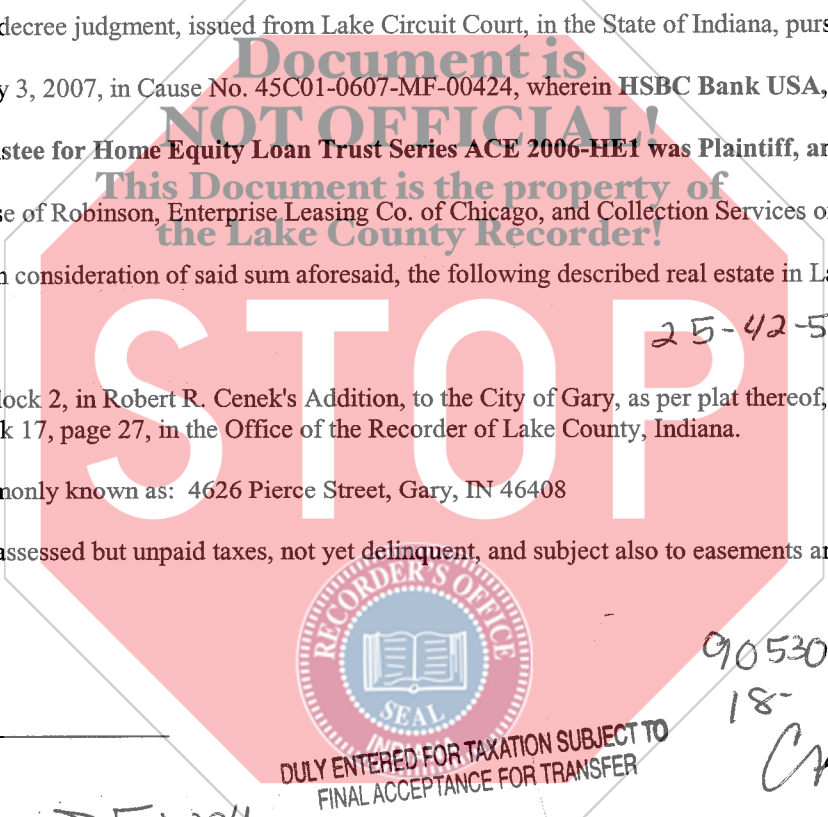 decree judgment, issued from Lake Circuit Court, in the State of Indiana, purs
Document is
y 3, 2007, in Cause No. 45C01-0607-MF-00424, wherein HSBC Bank USA,
NOT OFFICIAL!
stee for Home Equity Loan Trust Series ACE 2006-HE1 was Plaintiff, an
This Document is the property of
se of Robinson, Enterprise Leasing Co. of Chicago, and Collection Services o
the Lake County Recorder!
n consideration of said sum aforesaid, the following described real estate in La
STOP
25-42-5
lock 2, in Robert R. Cenek's Addition, to the City of Gary, as per plat thereof,
k 17, page 27, in the Office of the Recorder of Lake County, Indiana.
monly known as: 4626 Pierce Street, Gary, IN 46408
assessed but unpaid taxes, not yet delinquent, and subject also to easements an
RECORDER'S OFFICE
SEAL
INDIANA
90530
18-
DULY ENTERED FOR TAXATION SUBJECT TO
FINAL ACCEPTANCE FOR TRANSFER